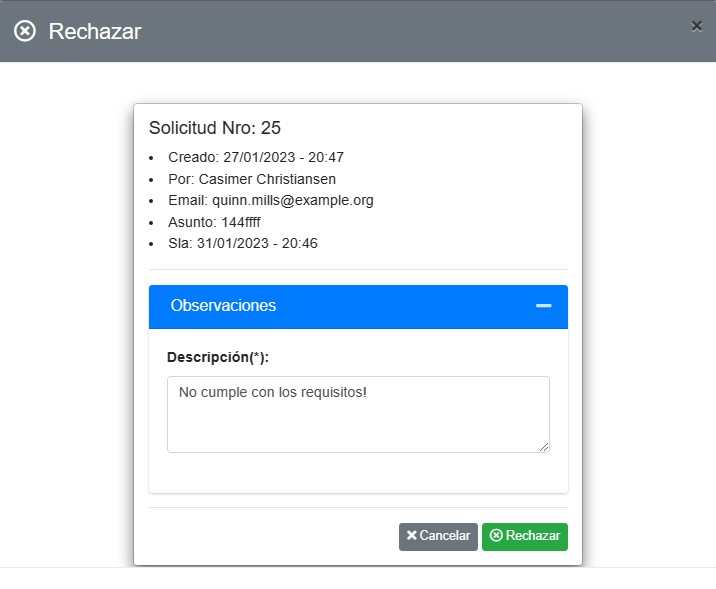 Rechazar
Solicitud Nro: 25
Creado: 27/01/2023 - 20:47
Por: Casimer Christiansen
Email: quinn.mills@example.org
Asunto: 144ffff
Sla: 31/01/2023 - 20:46
Observaciones
Descripción(*):
No cumple con los requisitos!
Cancelar Rechazar